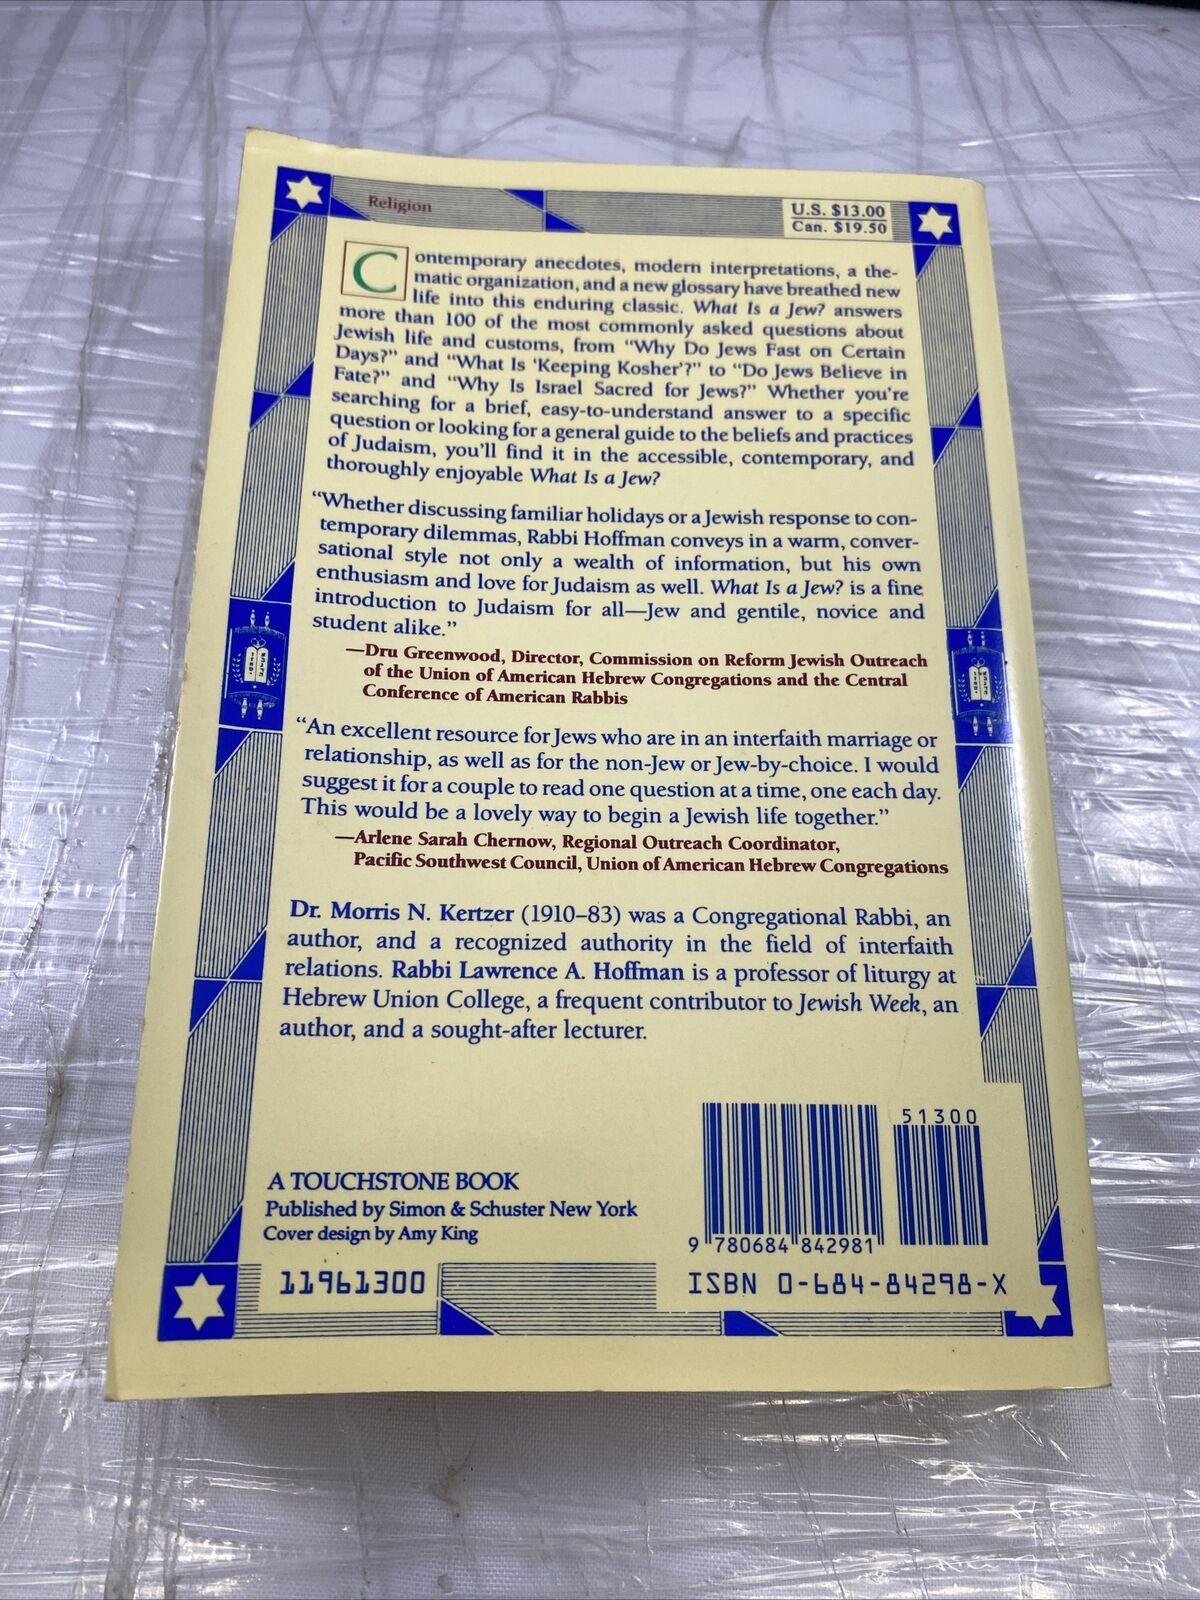 Religion
U.S. $13.00
Can. $19.50
Contemporary anecdotes, modern interpretations, a the-
matic organization, and a new glossary have breathed new
life into this enduring classic. What Is a Jew? answers
more than 100 of the most commonly asked questions about
Jewish life and customs, from “Why Do Jews Fast on Certain
Days?” and “What Is ‘Keeping Kosher’?” to “Do Jews Believe in
Fate?” and “Why Is Israel Sacred for Jews?” Whether you’re
searching for a brief, easy-to-understand answer to a specific
question or looking for a general guide to the beliefs and practices
of Judaism, you’ll find it in the accessible, contemporary, and
thoroughly enjoyable What Is a Jew?
“Whether discussing familiar holidays or a Jewish response to con-
temporary dilemmas, Rabbi Hoffman conveys in a warm, conver-
sational style not only a wealth of information, but his own
enthusiasm and love for Judaism as well. What Is a Jew? is a fine
introduction to Judaism for all—Jew and gentile, novice and
student alike.”
—Dru Greenwood, Director, Commission on Reform Jewish Outreach
of the Union of American Hebrew Congregations and the Central
Conference of American Rabbis
“An excellent resource for Jews who are in an interfaith marriage or
relationship, as well as for the non-Jew or Jew-by-choice. I would
suggest it for a couple to read one question at a time, one each day.
This would be a lovely way to begin a Jewish life together.”
—Arlene Sarah Chernow, Regional Outreach Coordinator,
Pacific Southwest Council, Union of American Hebrew Congregations
Dr. Morris N. Kertzer (1910–83) was a Congregational Rabbi, an
author, and a recognized authority in the field of interfaith
relations. Rabbi Lawrence A. Hoffman is a professor of liturgy at
Hebrew Union College, a frequent contributor to Jewish Week, an
author, and a sought-after lecturer.
51300
A TOUCHSTONE BOOK
Published by Simon & Schuster New York
Cover design by Amy King
9 780684 842981
11961300
ISBN 0-684-84298-X